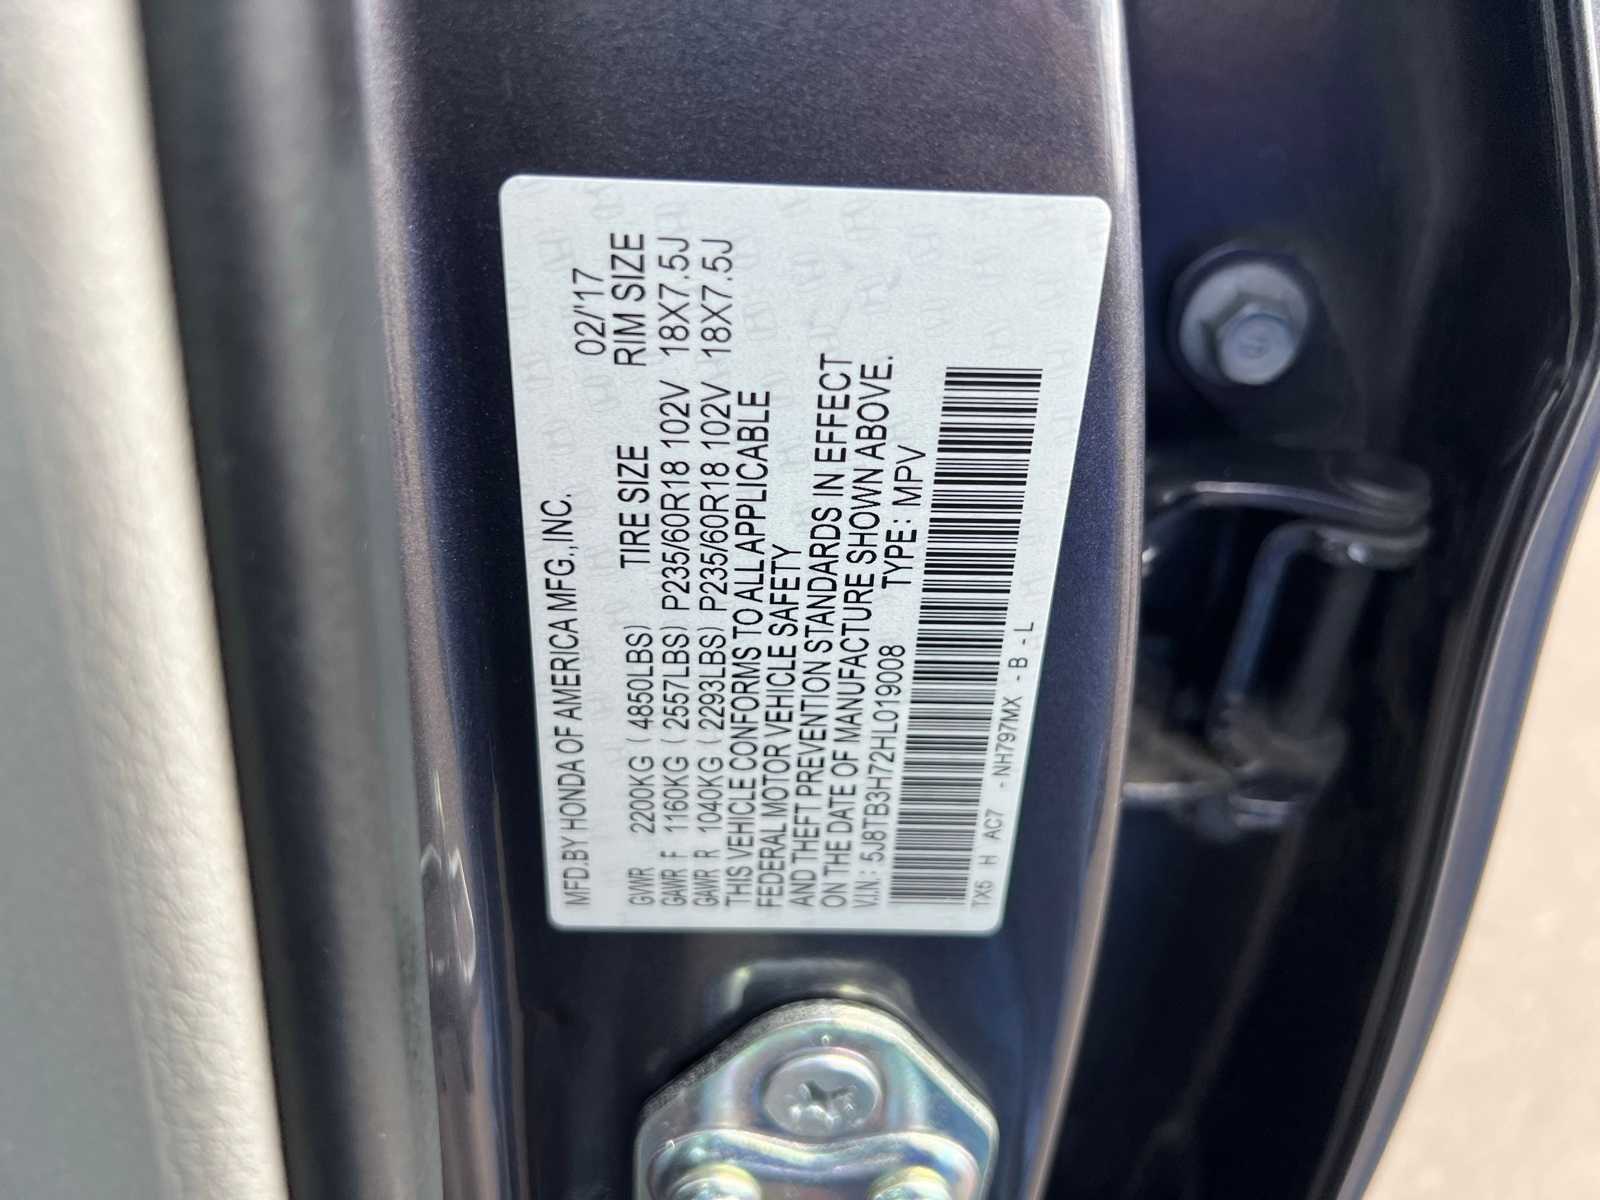 MFD.BY HONDA OF AMERICA MFG.,INC. 02/'17
TIRE SIZE RIM SIZE
GVWR 2200KG ( 4850LBS)
GAWR F 1160KG ( 2557LBS) P235/60R18 102V 18X7.5J
GAWR R 1040KG ( 2293LBS) P235/60R18 102V 18X7.5J
THIS VEHICLE CONFORMS TO ALL APPLICABLE
FEDERAL MOTOR VEHICLE SAFETY
AND THEFT PREVENTION STANDARDS IN EFFECT
ON THE DATE OF MANUFACTURE SHOWN ABOVE.
V.I.N.: 5J8TB3H72HL019008 TYPE: MPV
TX5 H AC7 - NH797MX - B - L